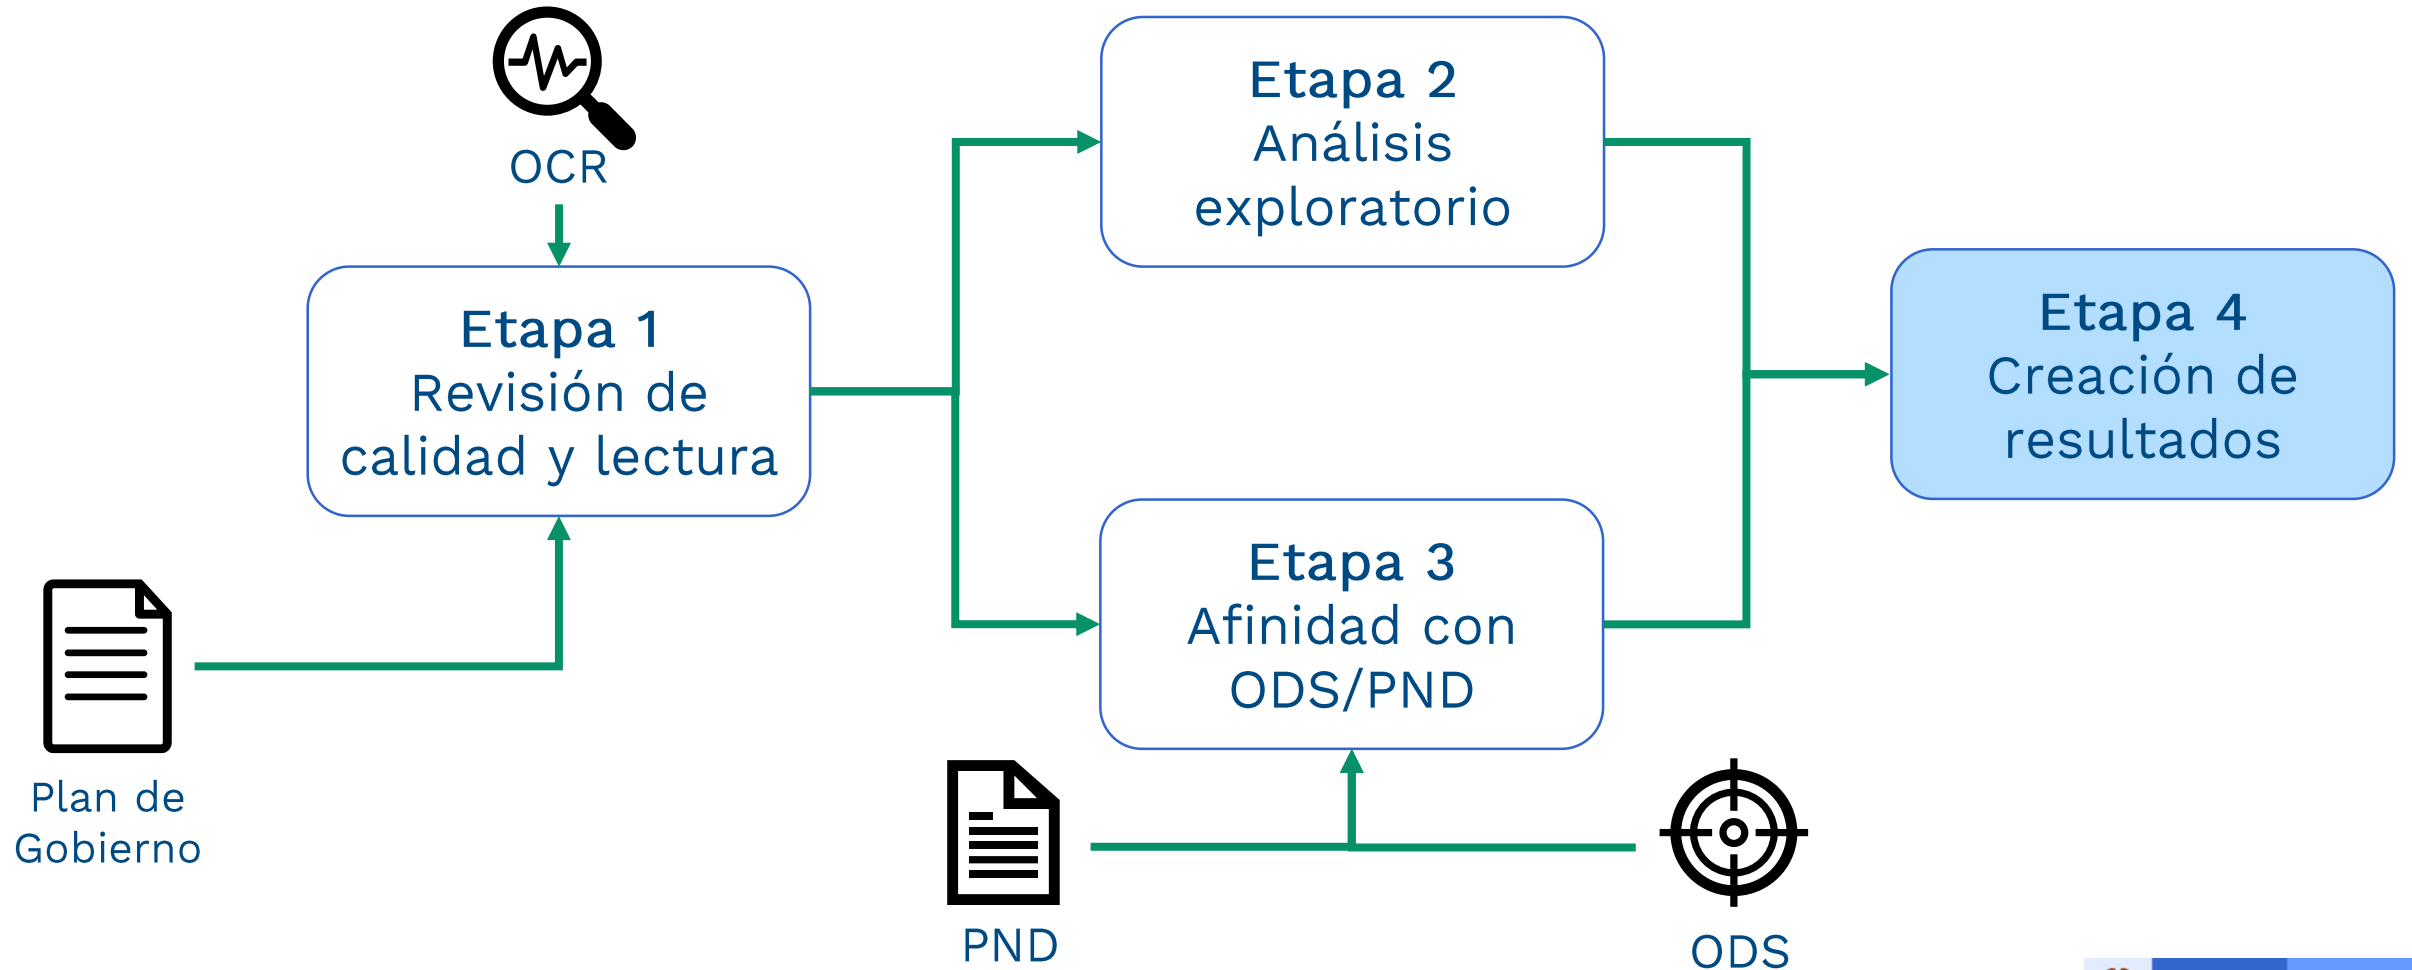 OCR
Etapa 1
Revisión de
calidad y lectura
Plan de
Gobierno
Etapa 2
Análisis
exploratorio
Etapa 3
Afinidad con
ODS/PND
PND
ODS
Etapa 4
Creación de
resultados